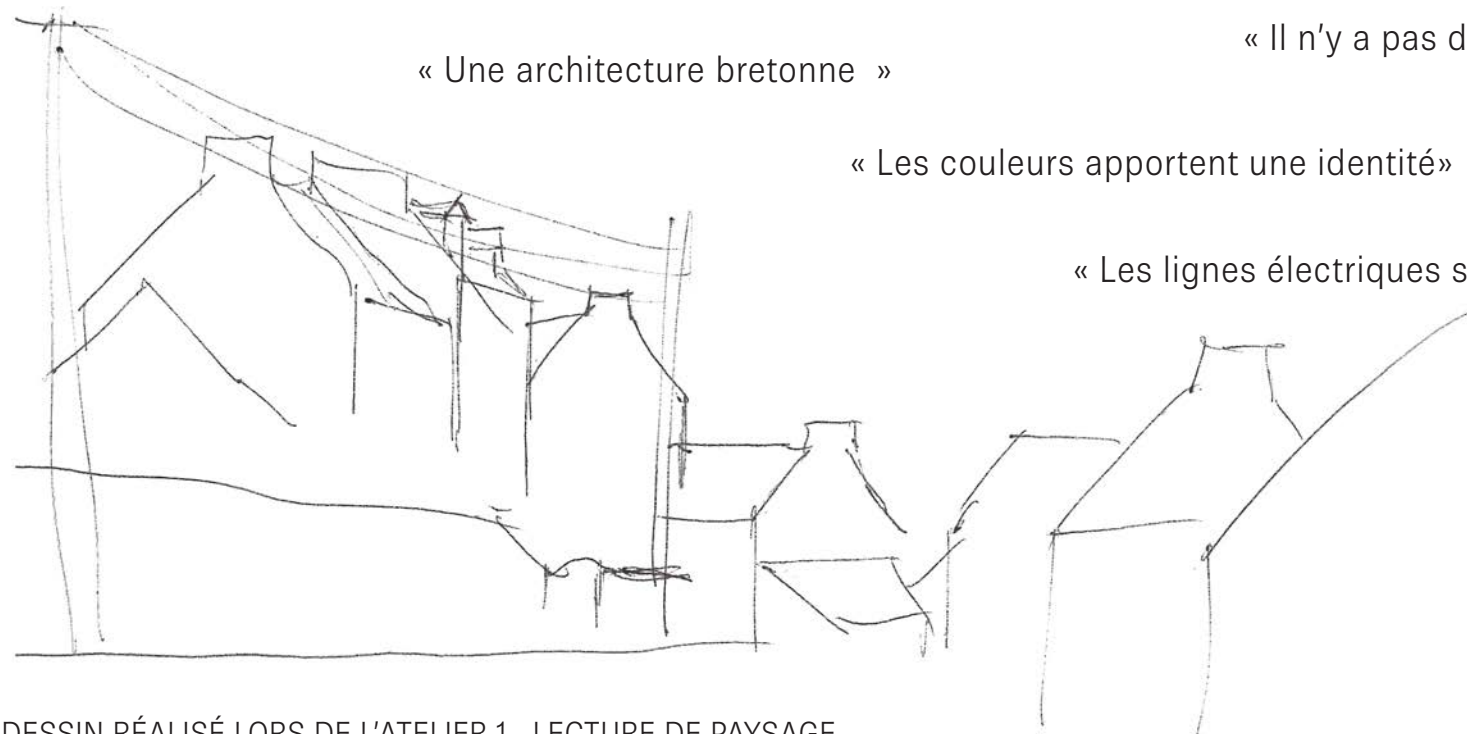 « Il n'y a pas d
« Une architecture bretonne »
« Les couleurs apportent une identité»
« Les lignes électriques s
DESSIN RÉALISÉ LORS DE L'ATELIER 1 LECTURE DE PAYSAGE